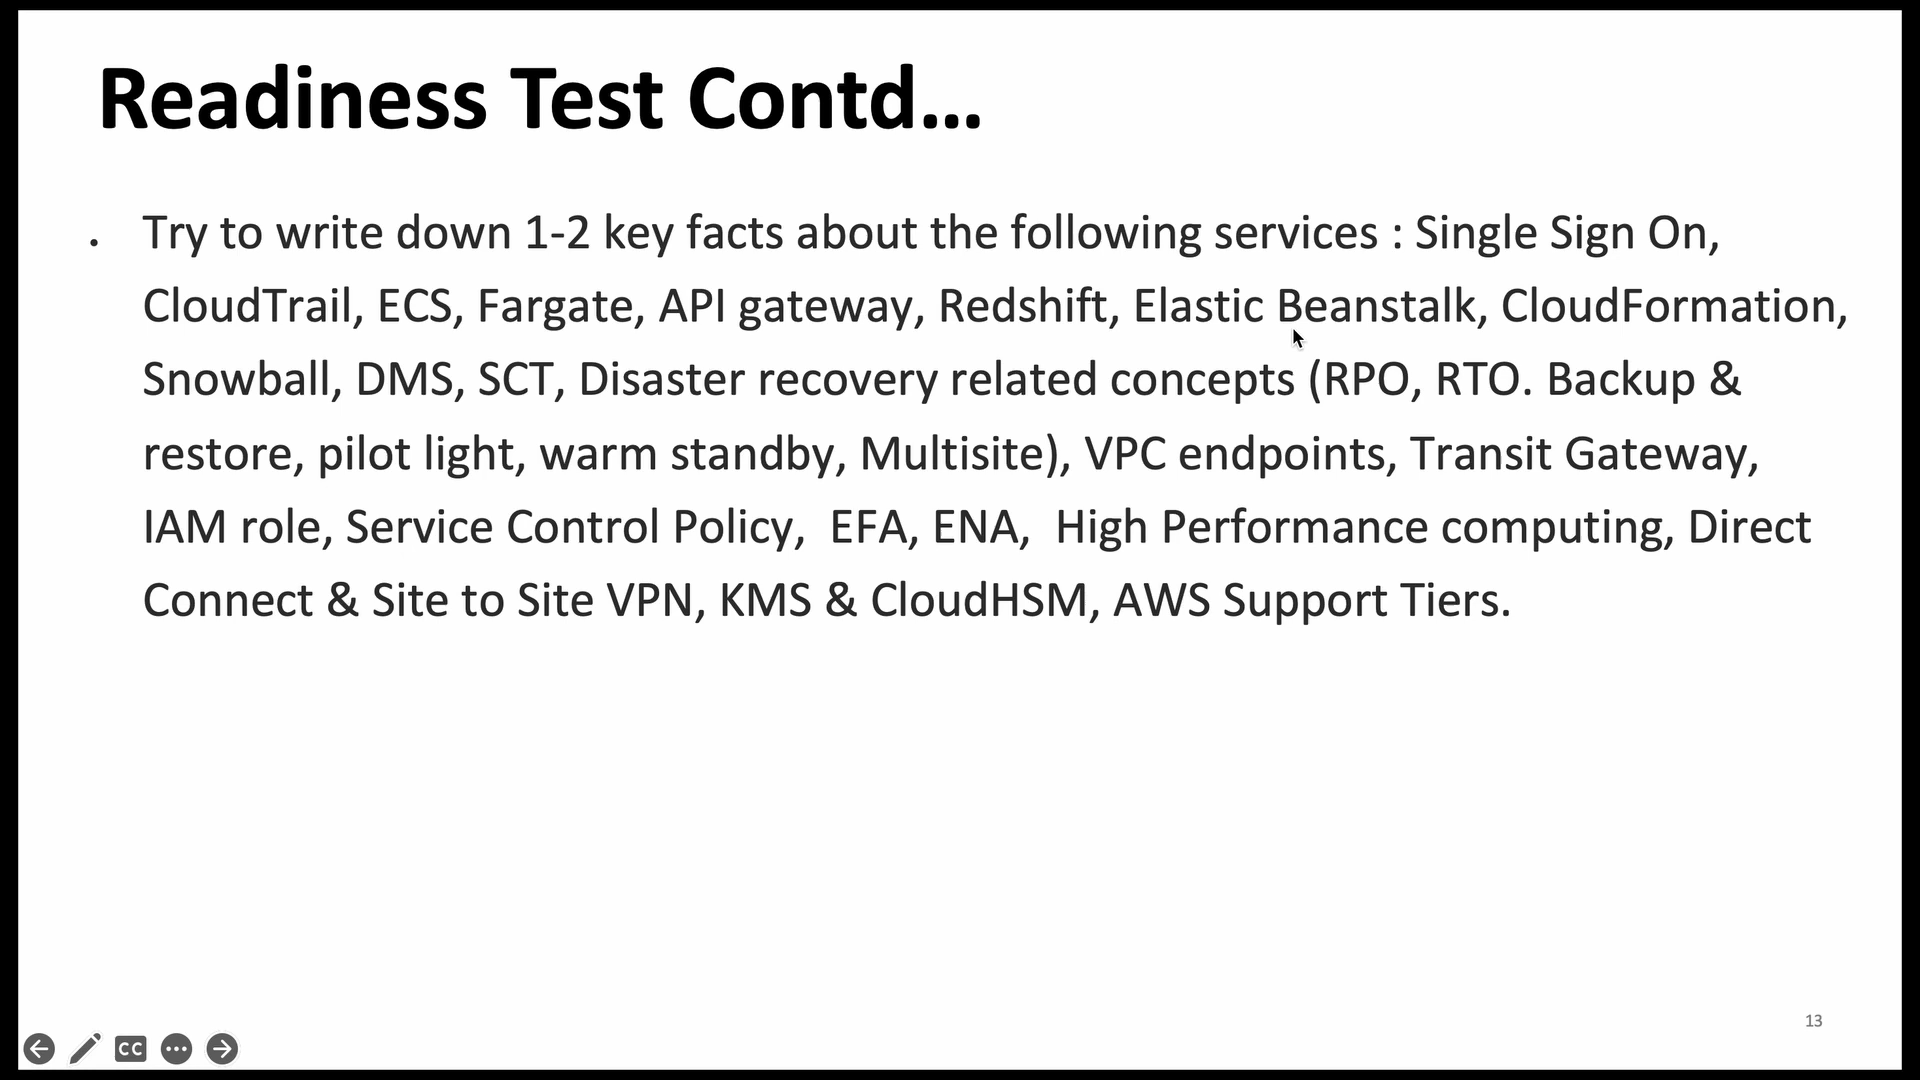 Readiness Test Contd...
• Try to write down 1-2 key facts about the following services : Single Sign On,
CloudTrail, ECS, Fargate, API gateway, Redshift, Elastic Beanstalk, CloudFormation,
Snowball, DMS, SCT, Disaster recovery related concepts (RPO, RTO. Backup &
restore, pilot light, warm standby, Multisite), VPC endpoints, Transit Gateway,
IAM role, Service Control Policy,  EFA, ENA,  High Performance computing, Direct
Connect & Site to Site VPN, KMS & CloudHSM, AWS Support Tiers.
13
CC